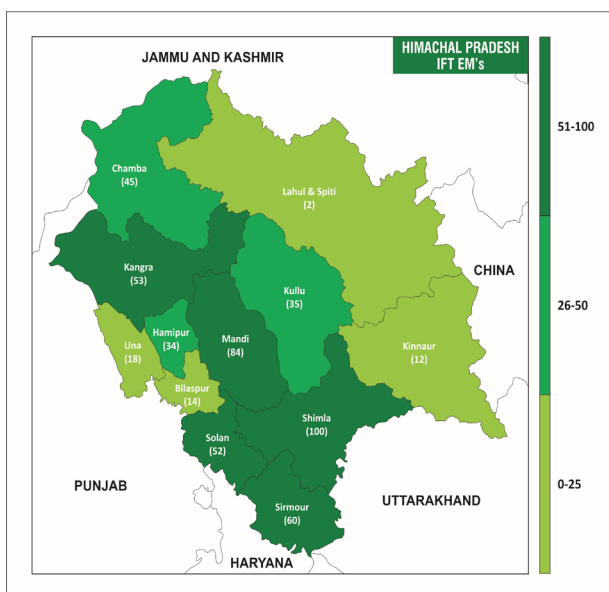 HIMACHAL PRADESH
IFT EM's
JAMMU AND KASHMIR
51-100
Chamba
(45)
Lahul & Spiti
(2)
CHINA
Kangra
(53)
Kullu
(35)
26-50
Hamipur
(34)
Mandi
(84)
Una
(18)
Kinnaur
(12)
Bilaspur
(14)
Shimla
(100)
Solan
(52)
0-25
PUNJAB
UTTARAKHAND
Sirmour
(60)
HARYANA